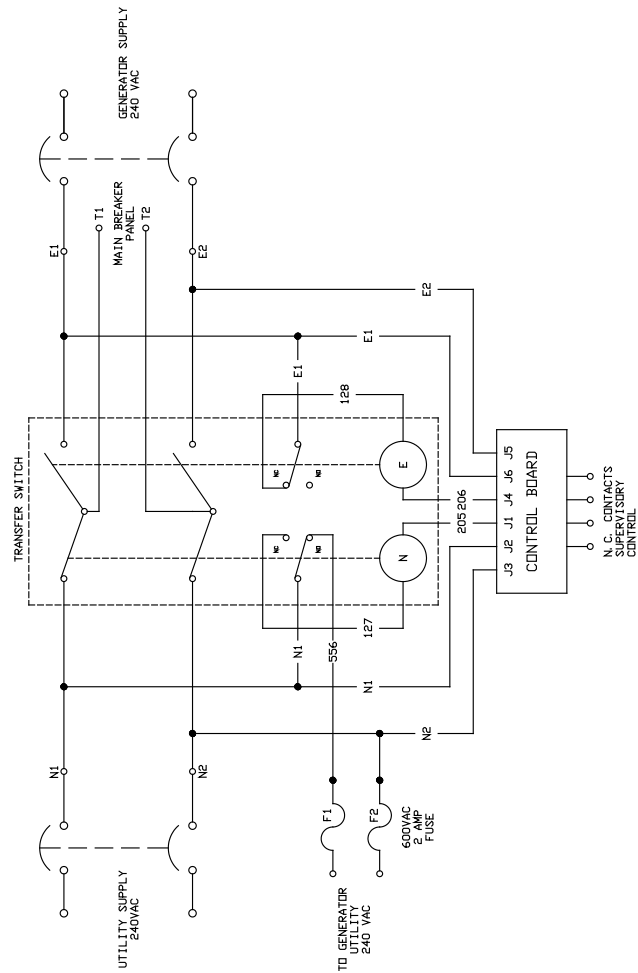 UTILITY SUPPLY
240VAC
TRANSFER SWITCH
GENERATOR SUPPLY
240 VAC
N1
E1
T1
MAIN BREAKER
PANEL
T2
N2
E2
NC
NO
NC
NO
N1
556
E1
127
128
N
E
N1
E1
N2
E2
F1
F2
600VAC
2 AMP
FUSE
TO GENERATOR
UTILITY
240 VAC
205
206
J3 J2 J1 J4 J6 J5
CONTROL BOARD
N.C. CONTACTS
SUPERVISORY
CONTROL